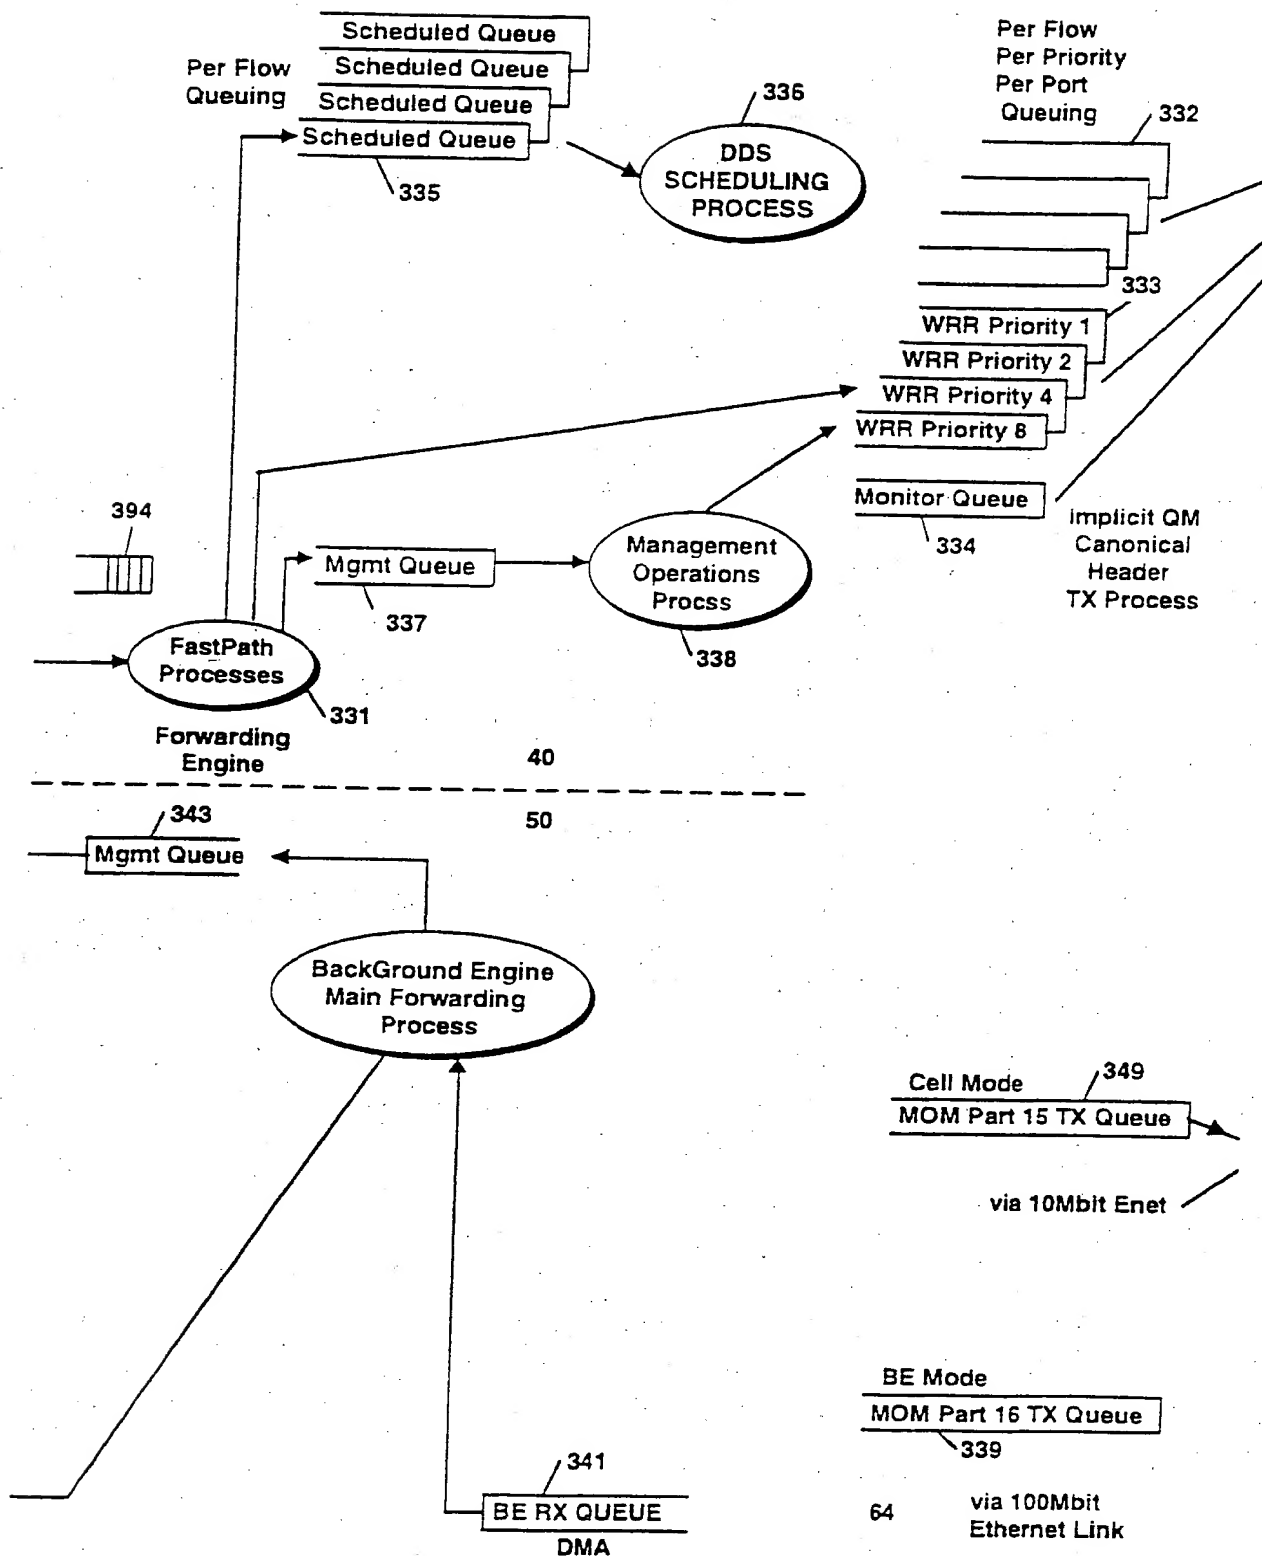 Scheduled Queue
Scheduled Queue
Scheduled Queue
Scheduled Queue
Per Flow
Queuing
335
336
DDS
SCHEDULING
PROCESS
Per Flow
Per Priority
Per Port
Queuing
332
333
WRR Priority 1
WRR Priority 2
WRR Priority 4
WRR Priority 8
Monitor Queue
334
Implicit QM
Canonical
Header
TX Process
394
Mgmt Queue
337
Management
Operations
Procss
338
FastPath
Processes
331
Forwarding
Engine
40
50
343
Mgmt Queue
BackGround Engine
Main Forwarding
Process
Cell Mode
349
MOM Part 15 TX Queue
via 10Mbit Enet
BE Mode
MOM Part 16 TX Queue
339
341
BE RX QUEUE
DMA
64
via 100Mbit
Ethernet Link